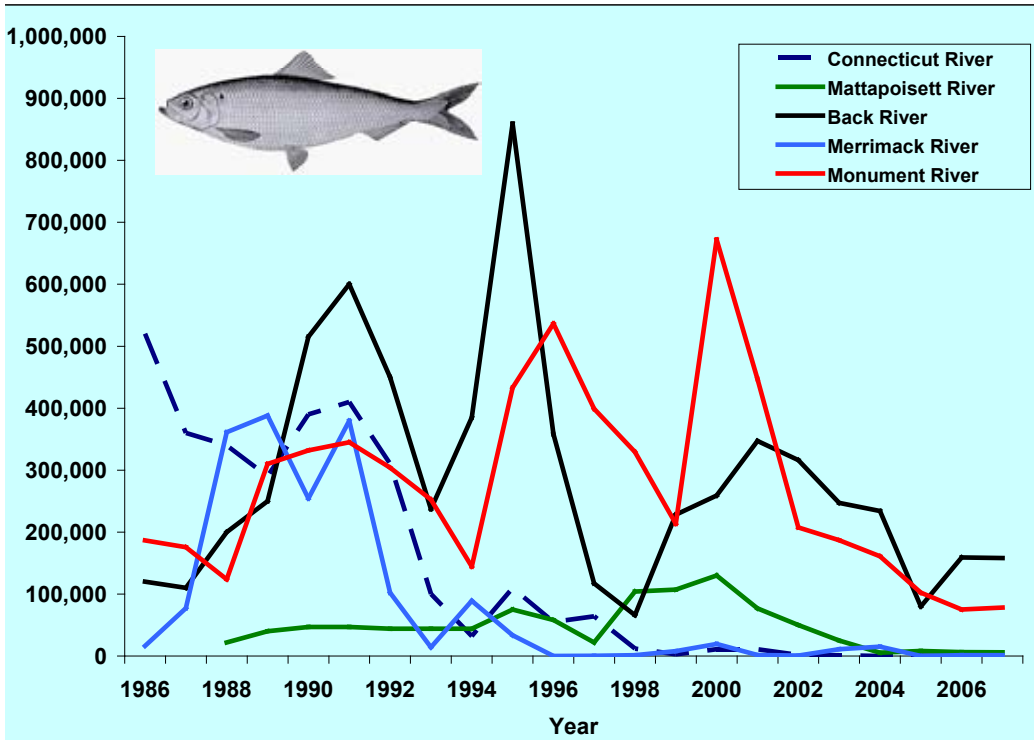 1,000,000
900,000
800,000
700,000
600,000
500,000
400,000
300,000
200,000
100,000
0
Connecticut River
Mattapoisett River
Back River
Merrimack River
Monument River
1986 1988 1990 1992 1994 1996 1998 2000 2002 2004 2006
Year